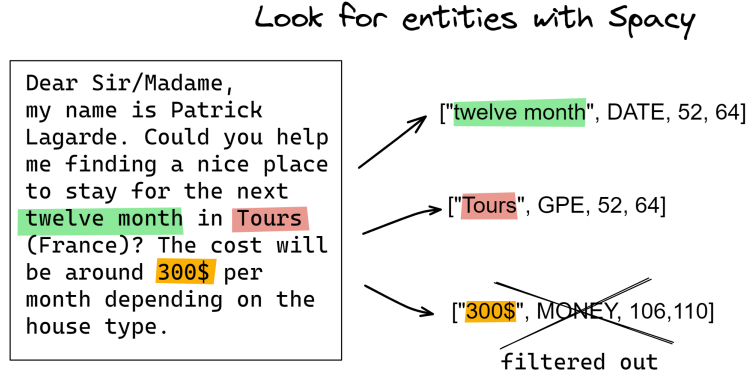 Look for entities with Spacy
Dear Sir/Madame,
my name is Patrick
Lagarde. Could you help
me finding a nice place
to stay for the next
twelve month in Tours
(France)? The cost will
be around 300$ per
month depending on the
house type.
["twelve month", DATE, 52, 64]
["Tours", GPE, 52, 64]
["300$", MONEY, 106,110]
filtered out